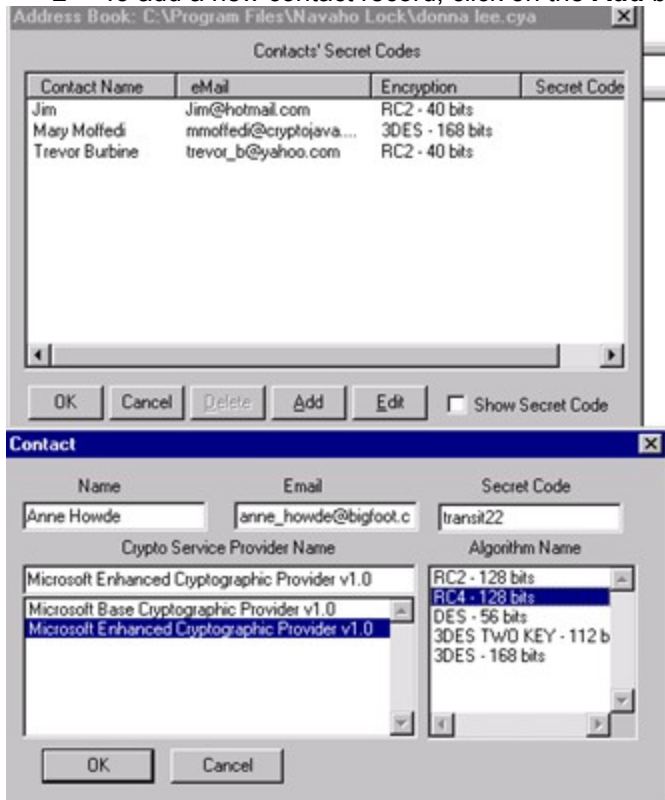 To add a new contact record, click on the Add b
Address Book: C:\Program Files\Navaho Lock\donna lee.cya
Contacts' Secret Codes
Contact Name eMail Encryption Secret Code
Jim Jim@hotmail.com RC2 - 40 bits
Mary Moffedi mmoffedi@cryptojava.... 3DES - 168 bits
Trevor Burbine trevor_b@yahoo.com RC2 - 40 bits
OK Cancel Delete Add Edit Show Secret Code
Contact
Name Email Secret Code
Anne Howde anne_howde@bigfoot.c transit22
Crypto Service Provider Name Algorithm Name
Microsoft Enhanced Cryptographic Provider v1.0 RC2 - 128 bits
Microsoft Base Cryptographic Provider v1.0 RC4 - 128 bits
Microsoft Enhanced Cryptographic Provider v1.0 DES - 56 bits
3DES TWO KEY - 112 b
3DES - 168 bits
OK Cancel